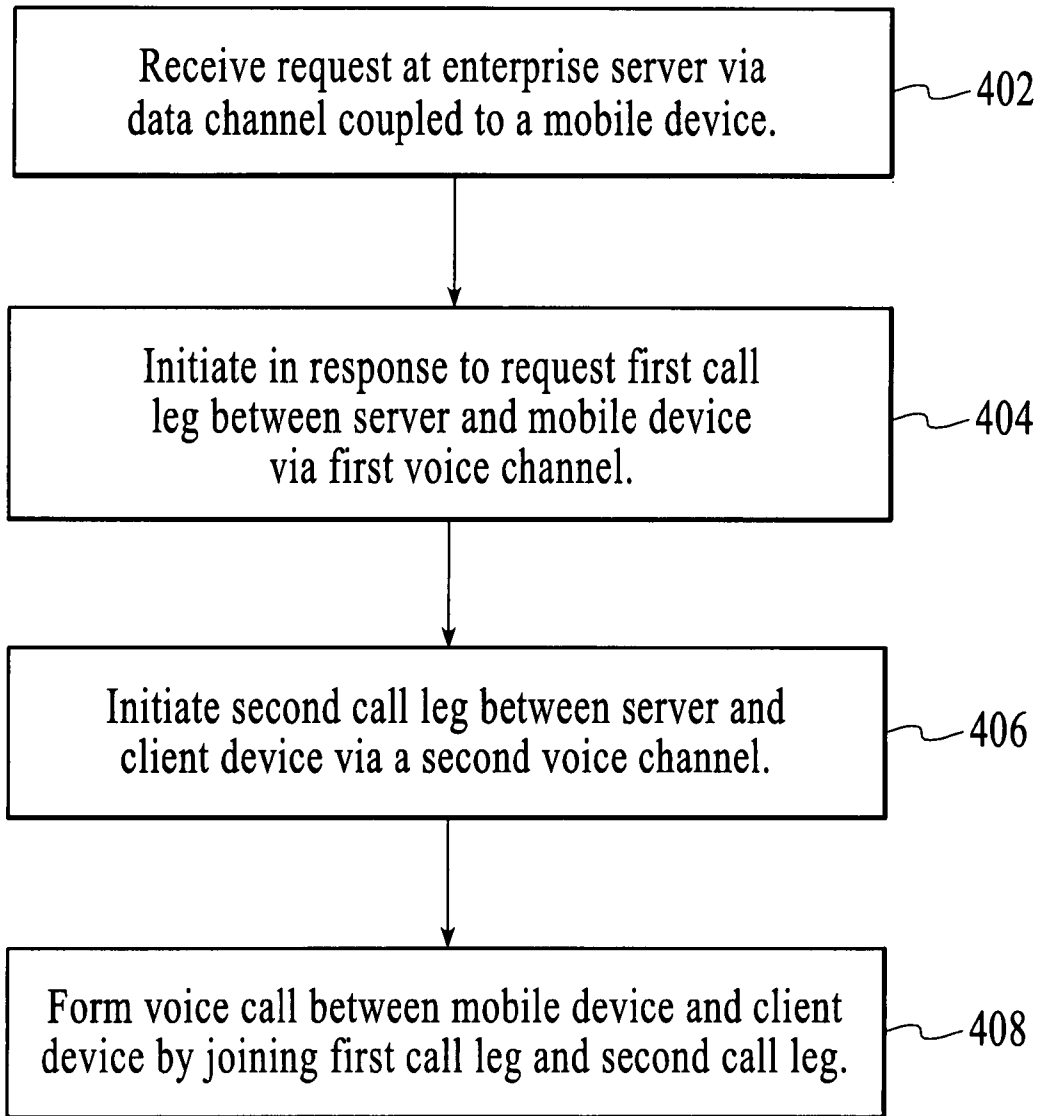 Receive request at enterprise server via
data channel coupled to a mobile device.
402
Initiate in response to request first call
leg between server and mobile device
via first voice channel.
404
Initiate second call leg between server and
client device via a second voice channel.
406
Form voice call between mobile device and client
device by joining first call leg and second call leg.
408